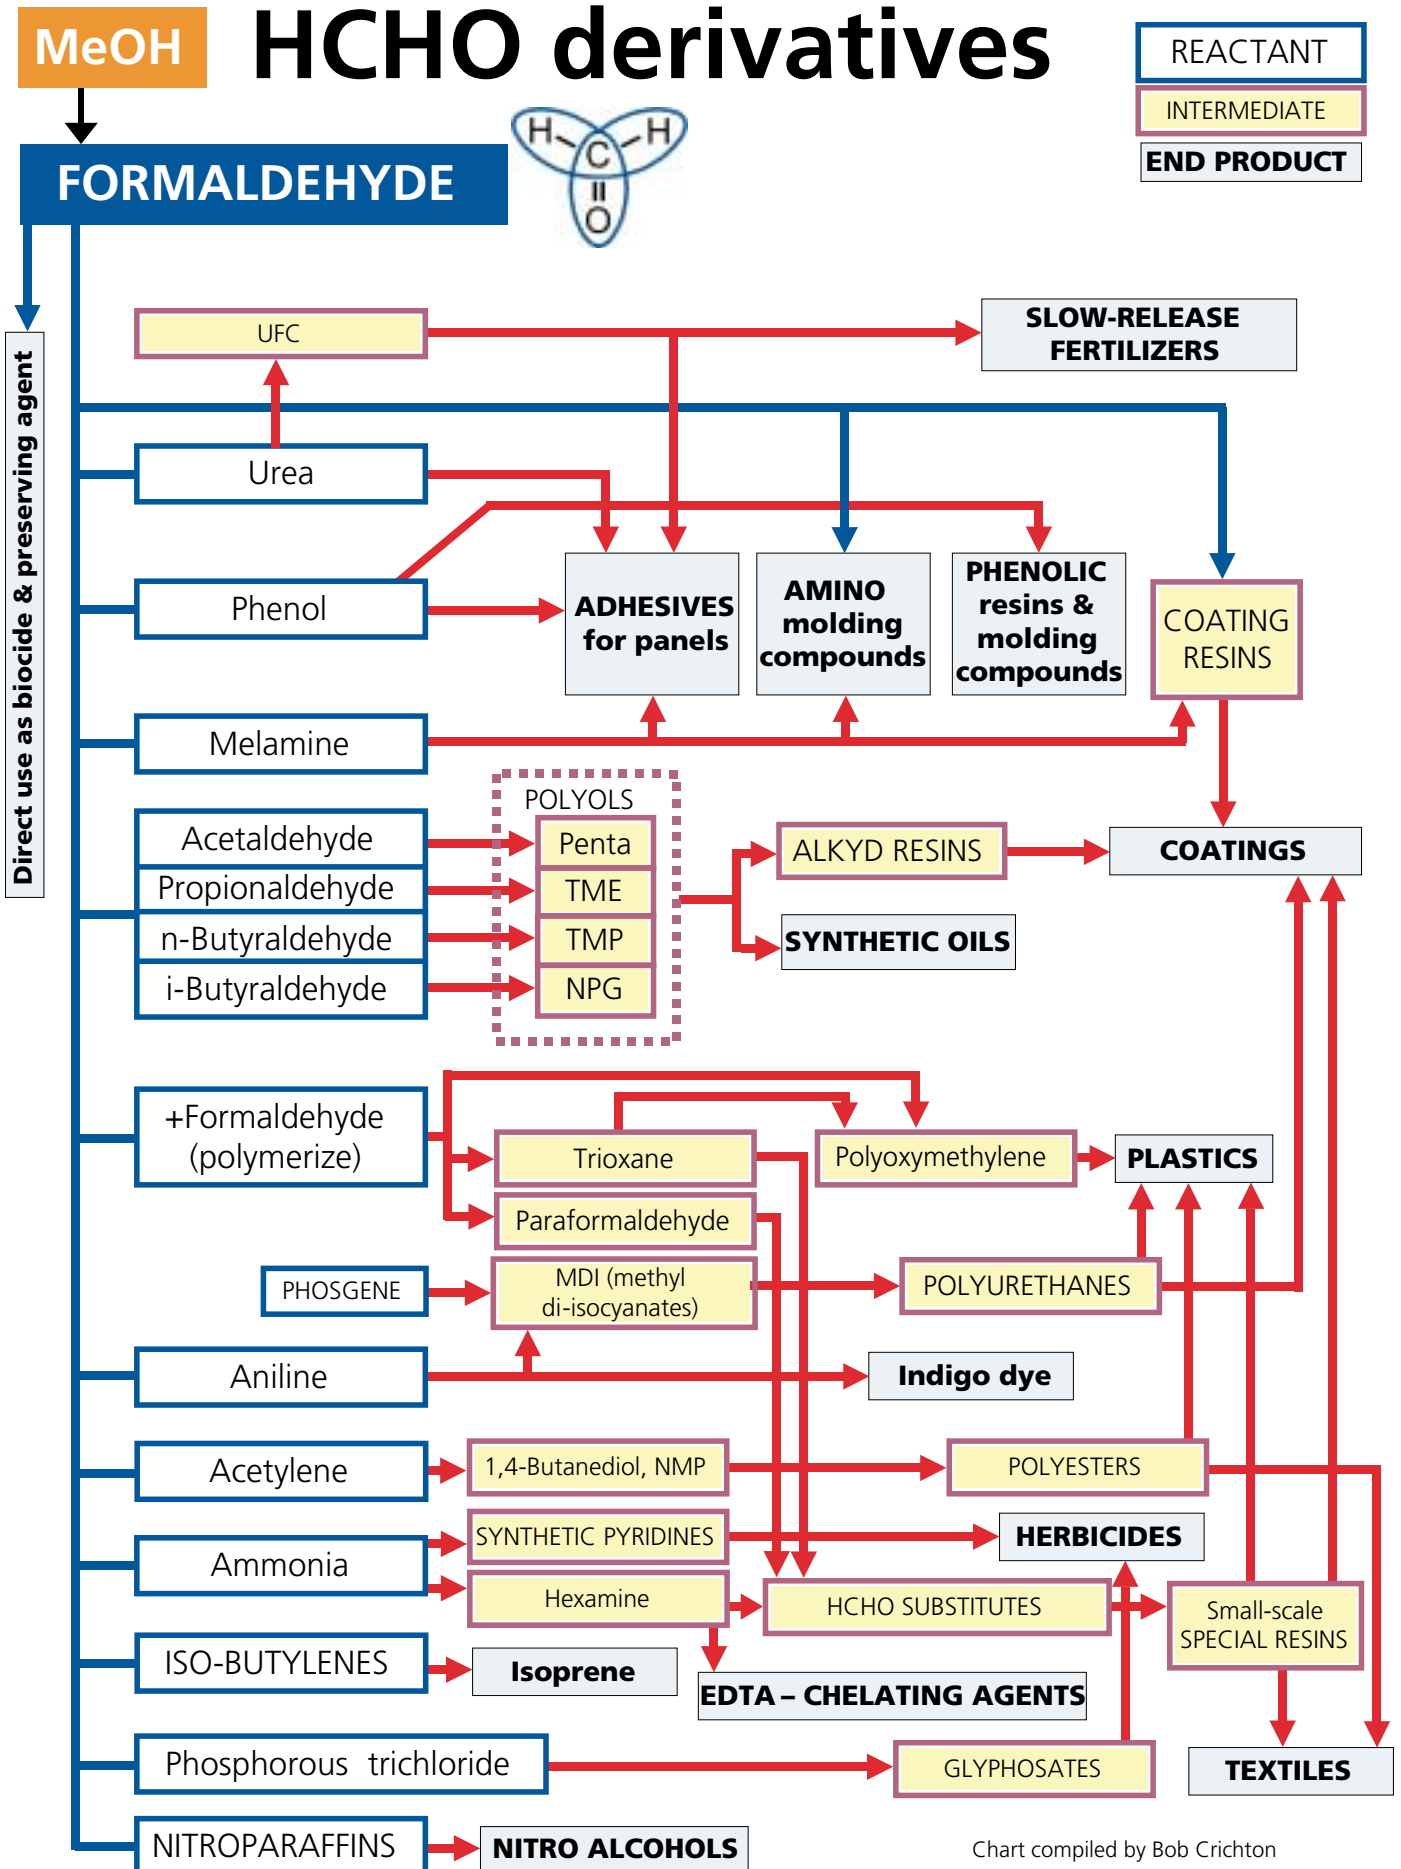 MeOH
HCHO derivatives
REACTANT
INTERMEDIATE
END PRODUCT
H
H
C
O
FORMALDEHYDE
Direct use as biocide & preserving agent
UFC
SLOW-RELEASE
FERTILIZERS
Urea
Phenol
ADHESIVES
for panels
AMINO
molding
compounds
PHENOLIC
resins &
molding
compounds
COATING
RESINS
Melamine
POLYOLS
Acetaldehyde
Penta
ALKYD RESINS
COATINGS
Propionaldehyde
TME
n-Butyraldehyde
TMP
SYNTHETIC OILS
i-Butyraldehyde
NPG
+Formaldehyde
(polymerize)
Trioxane
Polyoxymethylene
PLASTICS
Paraformaldehyde
PHOSGENE
MDI (methyl
di-isocyanates)
POLYURETHANES
Aniline
Indigo dye
Acetylene
1,4-Butanediol, NMP
POLYESTERS
Ammonia
SYNTHETIC PYRIDINES
HERBICIDES
Hexamine
HCHO SUBSTITUTES
Small-scale
SPECIAL RESINS
ISO-BUTYLENES
Isoprene
EDTA – CHELATING AGENTS
Phosphorous trichloride
GLYPHOSATES
TEXTILES
NITROPARAFFINS
NITRO ALCOHOLS
Chart compiled by Bob Crichton